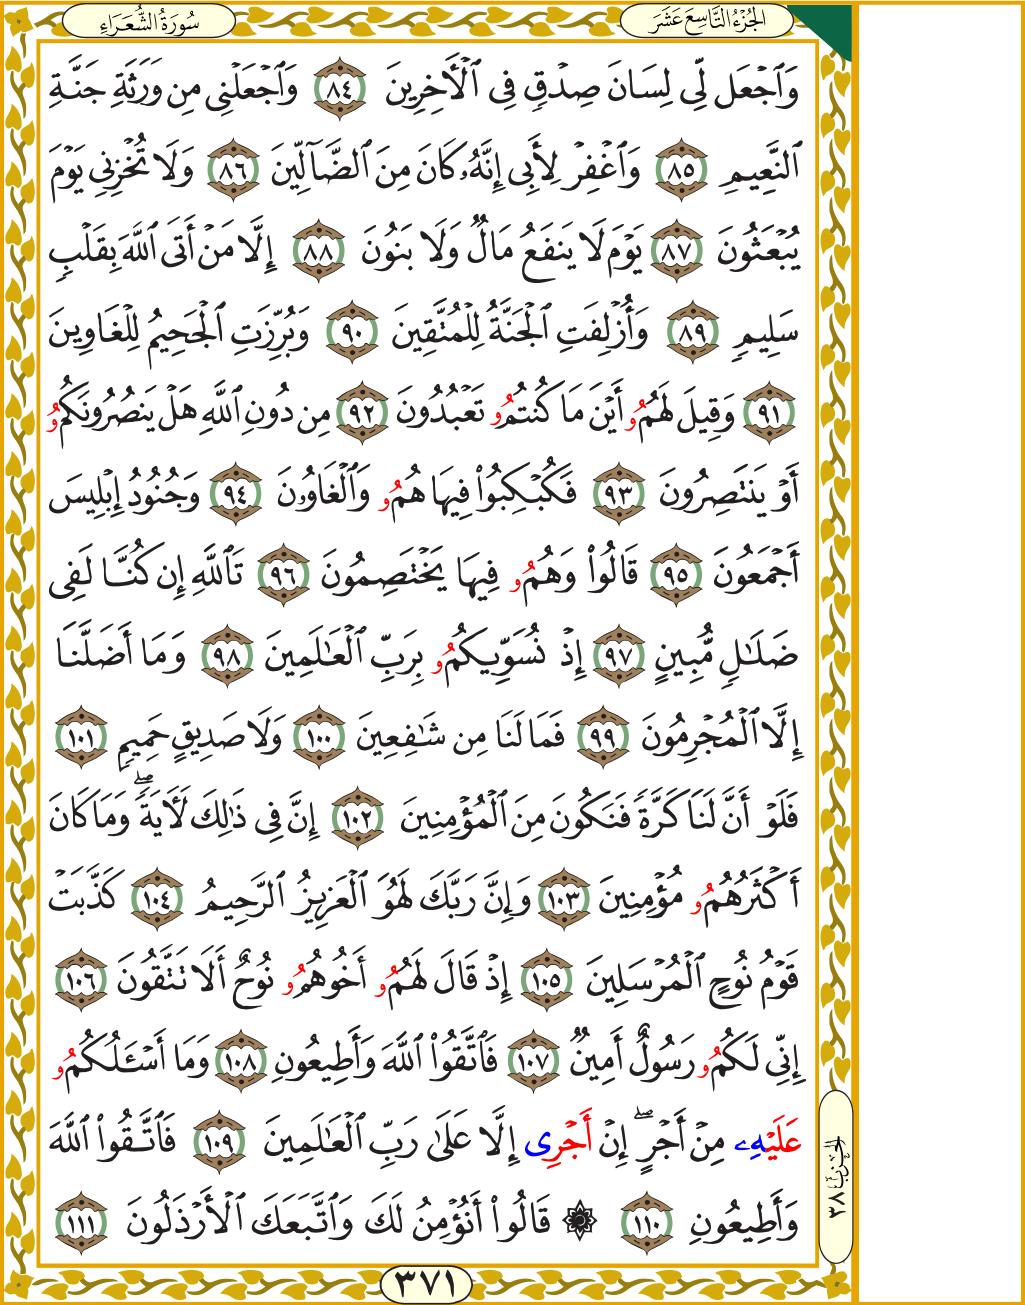 الجُزْءُ التَّاسِعَ عَشَرَ
سُورَةُ الشُّعَرَاءِ
وَٱجْعَل لِّى لِسَانَ صِدْقٍ فِى ٱلْأَخِرِينَ ٨٤ وَٱجْعَلْنِى مِن وَرَثَةِ جَنَّةِ
ٱلنَّعِيمِ ٨٥ وَٱغْفِرْ لِأَبِى إِنَّهُۥ كَانَ مِنَ ٱلضَّآلِّينَ ٨٦ وَلَا تُخْزِنِى يَوْمَ
يُبْعَثُونَ ٨٧ يَوْمَ لَا يَنفَعُ مَالٌ وَلَا بَنُونَ ٨٨ إِلَّا مَنْ أَتَى ٱللَّهَ بِقَلْبٍ
سَلِيمٍ ٨٩ وَأُزْلِفَتِ ٱلْجَنَّةُ لِلْمُتَّقِينَ ٩٠ وَبُرِّزَتِ ٱلْجَحِيمُ لِلْغَاوِينَ
٩١ وَقِيلَ لَهُمُۥ أَيْنَ مَا كُنتُمُۥ تَعْبُدُونَ ٩٢ مِن دُونِ ٱللَّهِ هَلْ يَنصُرُونَكُمُۥ
أَوْ يَنتَصِرُونَ ٩٣ فَكُبْكِبُوا۟ فِيهَا هُمُۥ وَٱلْغَاوُۥنَ ٩٤ وَجُنُودُ إِبْلِيسَ
أَجْمَعُونَ ٩٥ قَالُوا۟ وَهُمُۥ فِيهَا يَخْتَصِمُونَ ٩٦ تَٱللَّهِ إِن كُنَّا لَفِى
ضَلَٰلٍ مُّبِينٍ ٩٧ إِذْ نُسَوِّيكُمُۥ بِرَبِّ ٱلْعَٰلَمِينَ ٩٨ وَمَا أَضَلَّنَا
إِلَّا ٱلْمُجْرِمُونَ ٩٩ فَمَا لَنَا مِن شَٰفِعِينَ ١٠٠ وَلَا صَدِيقٍ حَمِيمٍ ١٠١
فَلَوْ أَنَّ لَنَا كَرَّةً فَنَكُونَ مِنَ ٱلْمُؤْمِنِينَ ١٠٢ إِنَّ فِى ذَٰلِكَ لَأَيَةًۖ وَمَا كَانَ
أَكْثَرُهُمُۥ مُؤْمِنِينَ ١٠٣ وَإِنَّ رَبَّكَ لَهُوَ ٱلْعَزِيزُ ٱلرَّحِيمُ ١٠٤ كَذَّبَتْ
قَوْمُ نُوحٍ ٱلْمُرْسَلِينَ ١٠٥ إِذْ قَالَ لَهُمُۥ أَخُوهُمُۥ نُوحٌ أَلَا تَتَّقُونَ ١٠٦
إِنِّى لَكُمُۥ رَسُولٌ أَمِينٌ ١٠٧ فَٱتَّقُوا۟ ٱللَّهَ وَأَطِيعُونِ ١٠٨ وَمَا أَسْـَٔلُكُمُۥ
عَلَيْهِۦ مِنْ أَجْرٍۖ إِنْ أَجْرِى إِلَّا عَلَىٰ رَبِّ ٱلْعَٰلَمِينَ ١٠٩ فَٱتَّقُوا۟ ٱللَّهَ
وَأَطِيعُونِ ١١٠ ۞ قَالُوا۟ أَنُؤْمِنُ لَكَ وَٱتَّبَعَكَ ٱلْأَرْذَلُونَ ١١١
الحزب ٣٨
٣٧١